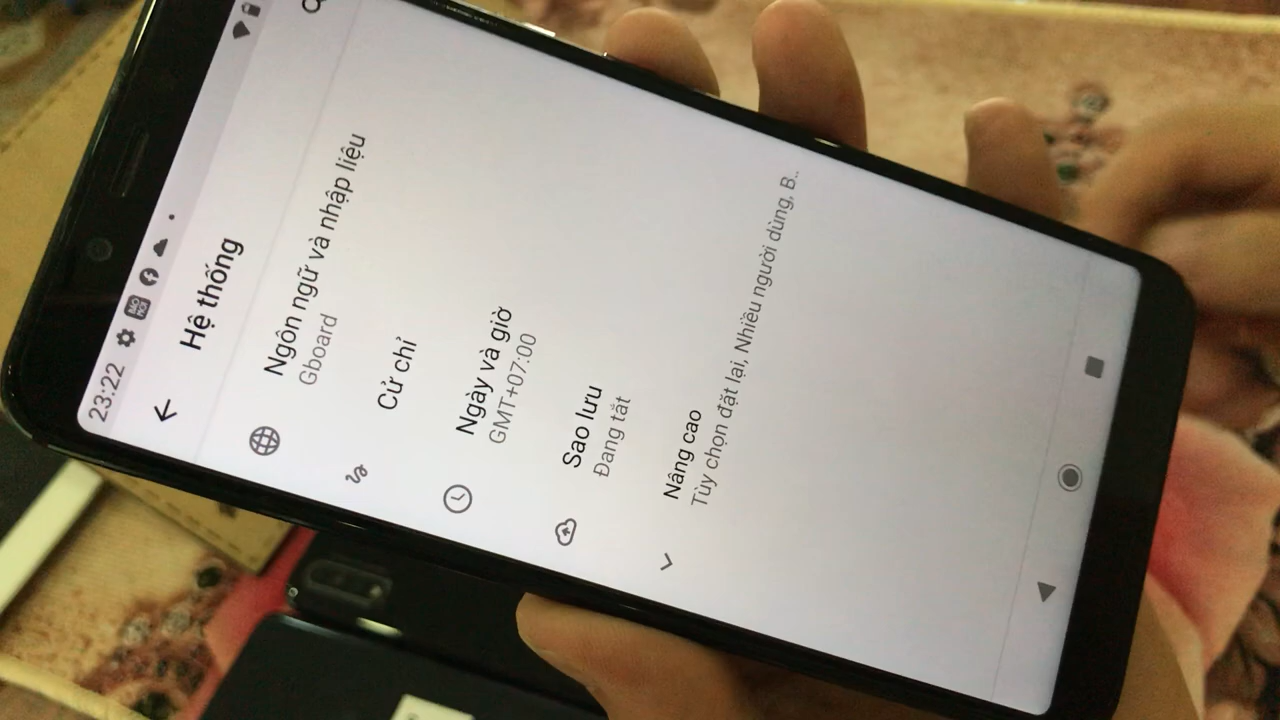 23:22
Hệ thống
Ngôn ngữ và nhập liệu
Gboard
Cử chỉ
Ngày và giờ
GMT+07:00
Sao lưu
Đang tắt
Nâng cao
Tùy chọn đặt lại, Nhiều người dùng, B..